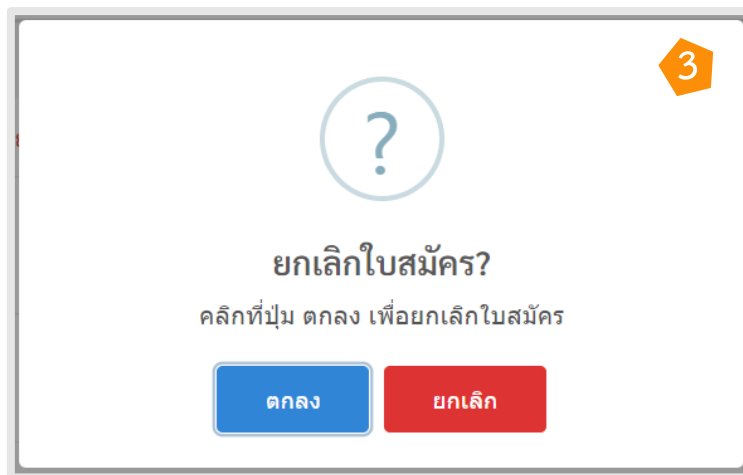 3
?
ยกเลิกใบสมัคร?
คลิกที่ปุ่ม ตกลง เพื่อยกเลิกใบสมัคร
ตกลง ยกเลิก